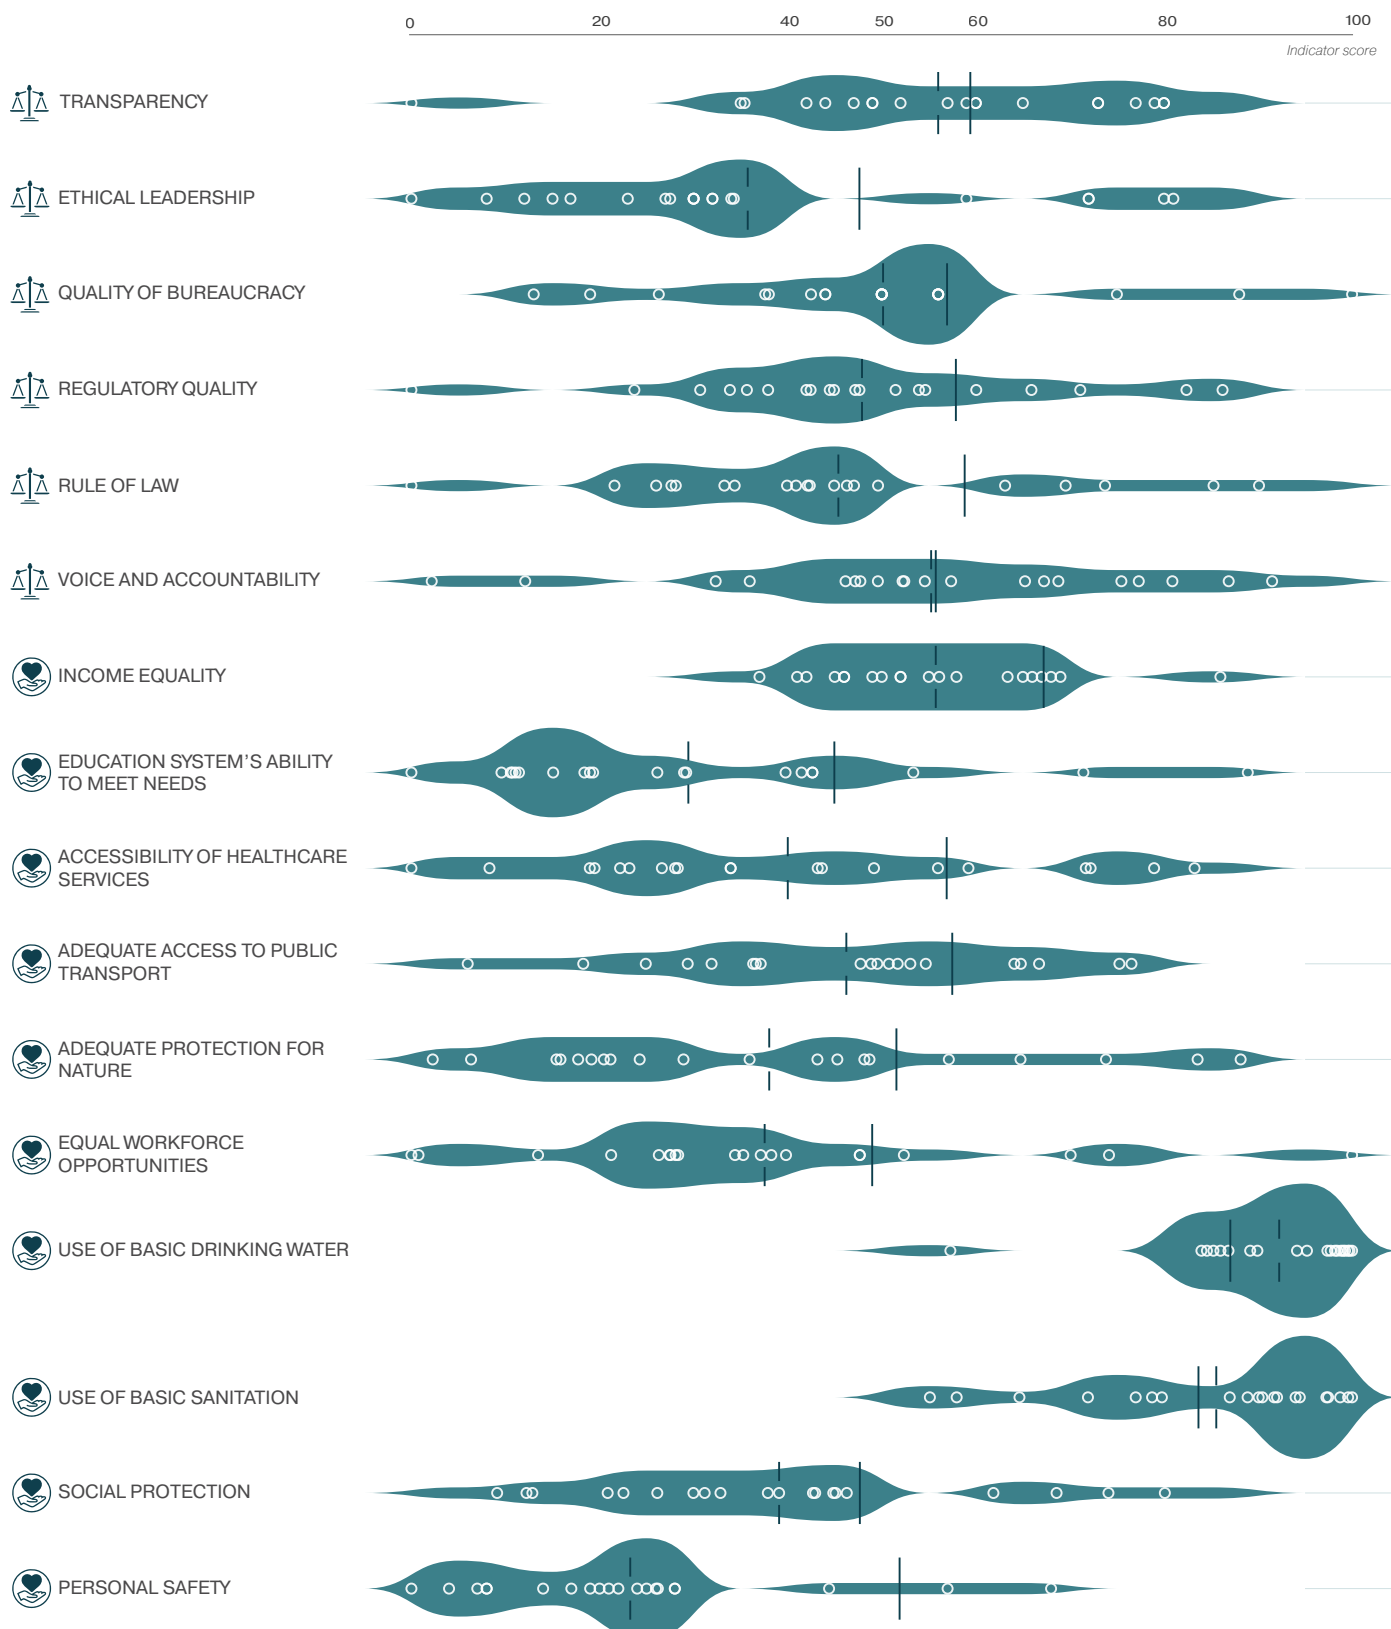 0 20 40 50 60 80 100
Indicator score
TRANSPARENCY
ETHICAL LEADERSHIP
QUALITY OF BUREAUCRACY
REGULATORY QUALITY
RULE OF LAW
VOICE AND ACCOUNTABILITY
INCOME EQUALITY
EDUCATION SYSTEM'S ABILITY
TO MEET NEEDS
ACCESSIBILITY OF HEALTHCARE
SERVICES
ADEQUATE ACCESS TO PUBLIC
TRANSPORT
ADEQUATE PROTECTION FOR
NATURE
EQUAL WORKFORCE
OPPORTUNITIES
USE OF BASIC DRINKING WATER
USE OF BASIC SANITATION
SOCIAL PROTECTION
PERSONAL SAFETY